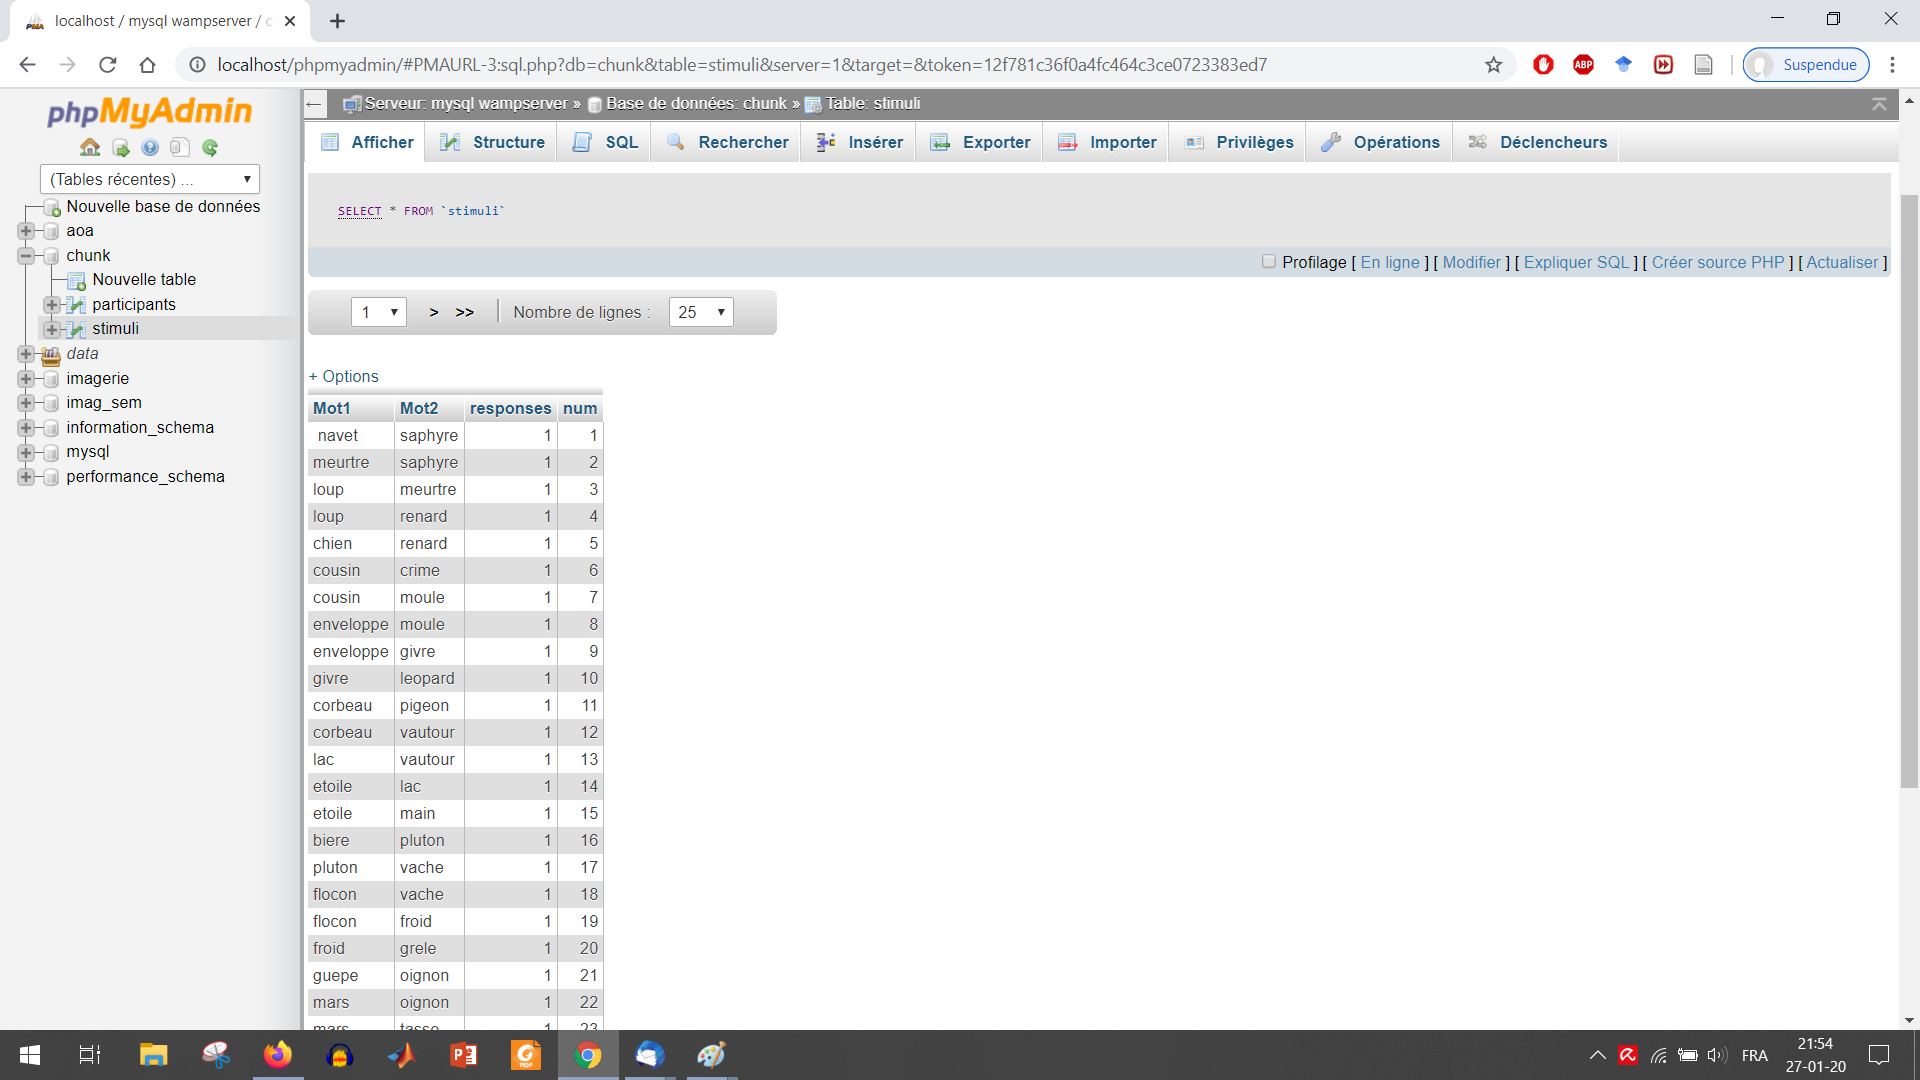 localhost / mysql wampserver / c
localhost/phpmyadmin/#PMAURL-3:sql.php?db=chunk&table=stimuli&server=1&target=&token=12f781c36f0a4fc464c3ce0723383ed7
ABP
Suspendue
phpMyAdmin
(Tables récentes) ...
Nouvelle base de données
aoa
chunk
Nouvelle table
participants
stimuli
data
imagerie
imag_sem
information_schema
mysql
performance_schema
Serveur: mysql wampserver » Base de données: chunk » Table: stimuli
Afficher Structure SQL Rechercher Insérer Exporter Importer Privilèges Opérations Déclencheurs
SELECT * FROM `stimuli`
Profilage [ En ligne ] [ Modifier ] [ Expliquer SQL ] [ Créer source PHP ] [ Actualiser ]
1 > >> Nombre de lignes : 25
+ Options
Mot1 Mot2 responses num
navet saphyre 1 1
meurtre saphyre 1 2
loup meurtre 1 3
loup renard 1 4
chien renard 1 5
cousin crime 1 6
cousin moule 1 7
enveloppe moule 1 8
enveloppe givre 1 9
givre leopard 1 10
corbeau pigeon 1 11
corbeau vautour 1 12
lac vautour 1 13
etoile lac 1 14
etoile main 1 15
biere pluton 1 16
pluton vache 1 17
flocon vache 1 18
flocon froid 1 19
froid grele 1 20
guepe oignon 1 21
mars oignon 1 22
mars tasse 1 23
FRA
21:54
27-01-20